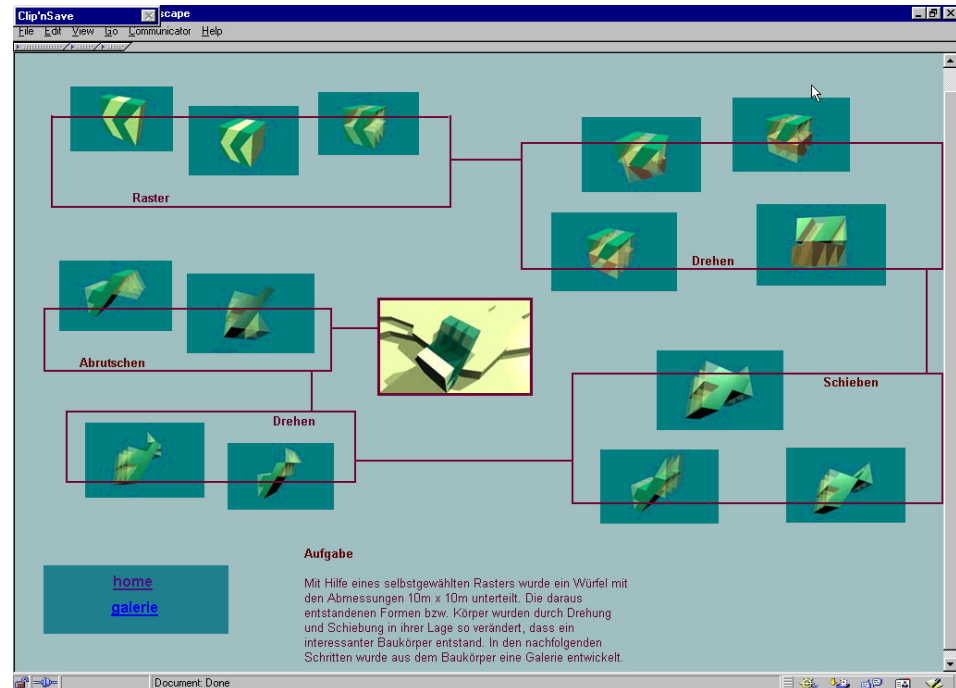 Clip'nSave
scape
File Edit View Go Communicator Help
Raster
Drehen
Abrutschen
Schieben
Drehen
Aufgabe
home
galerie
Mit Hilfe eines selbstgewählten Rasters wurde ein Würfel mit
den Abmessungen 10m x 10m unterteilt. Die daraus
entstandenen Formen bzw. Körper wurden durch Drehung
und Schiebung in ihrer Lage so verändert, dass ein
interessanter Baukörper entstand. In den nachfolgenden
Schritten wurde aus dem Baukörper eine Galerie entwickelt.
Document: Done